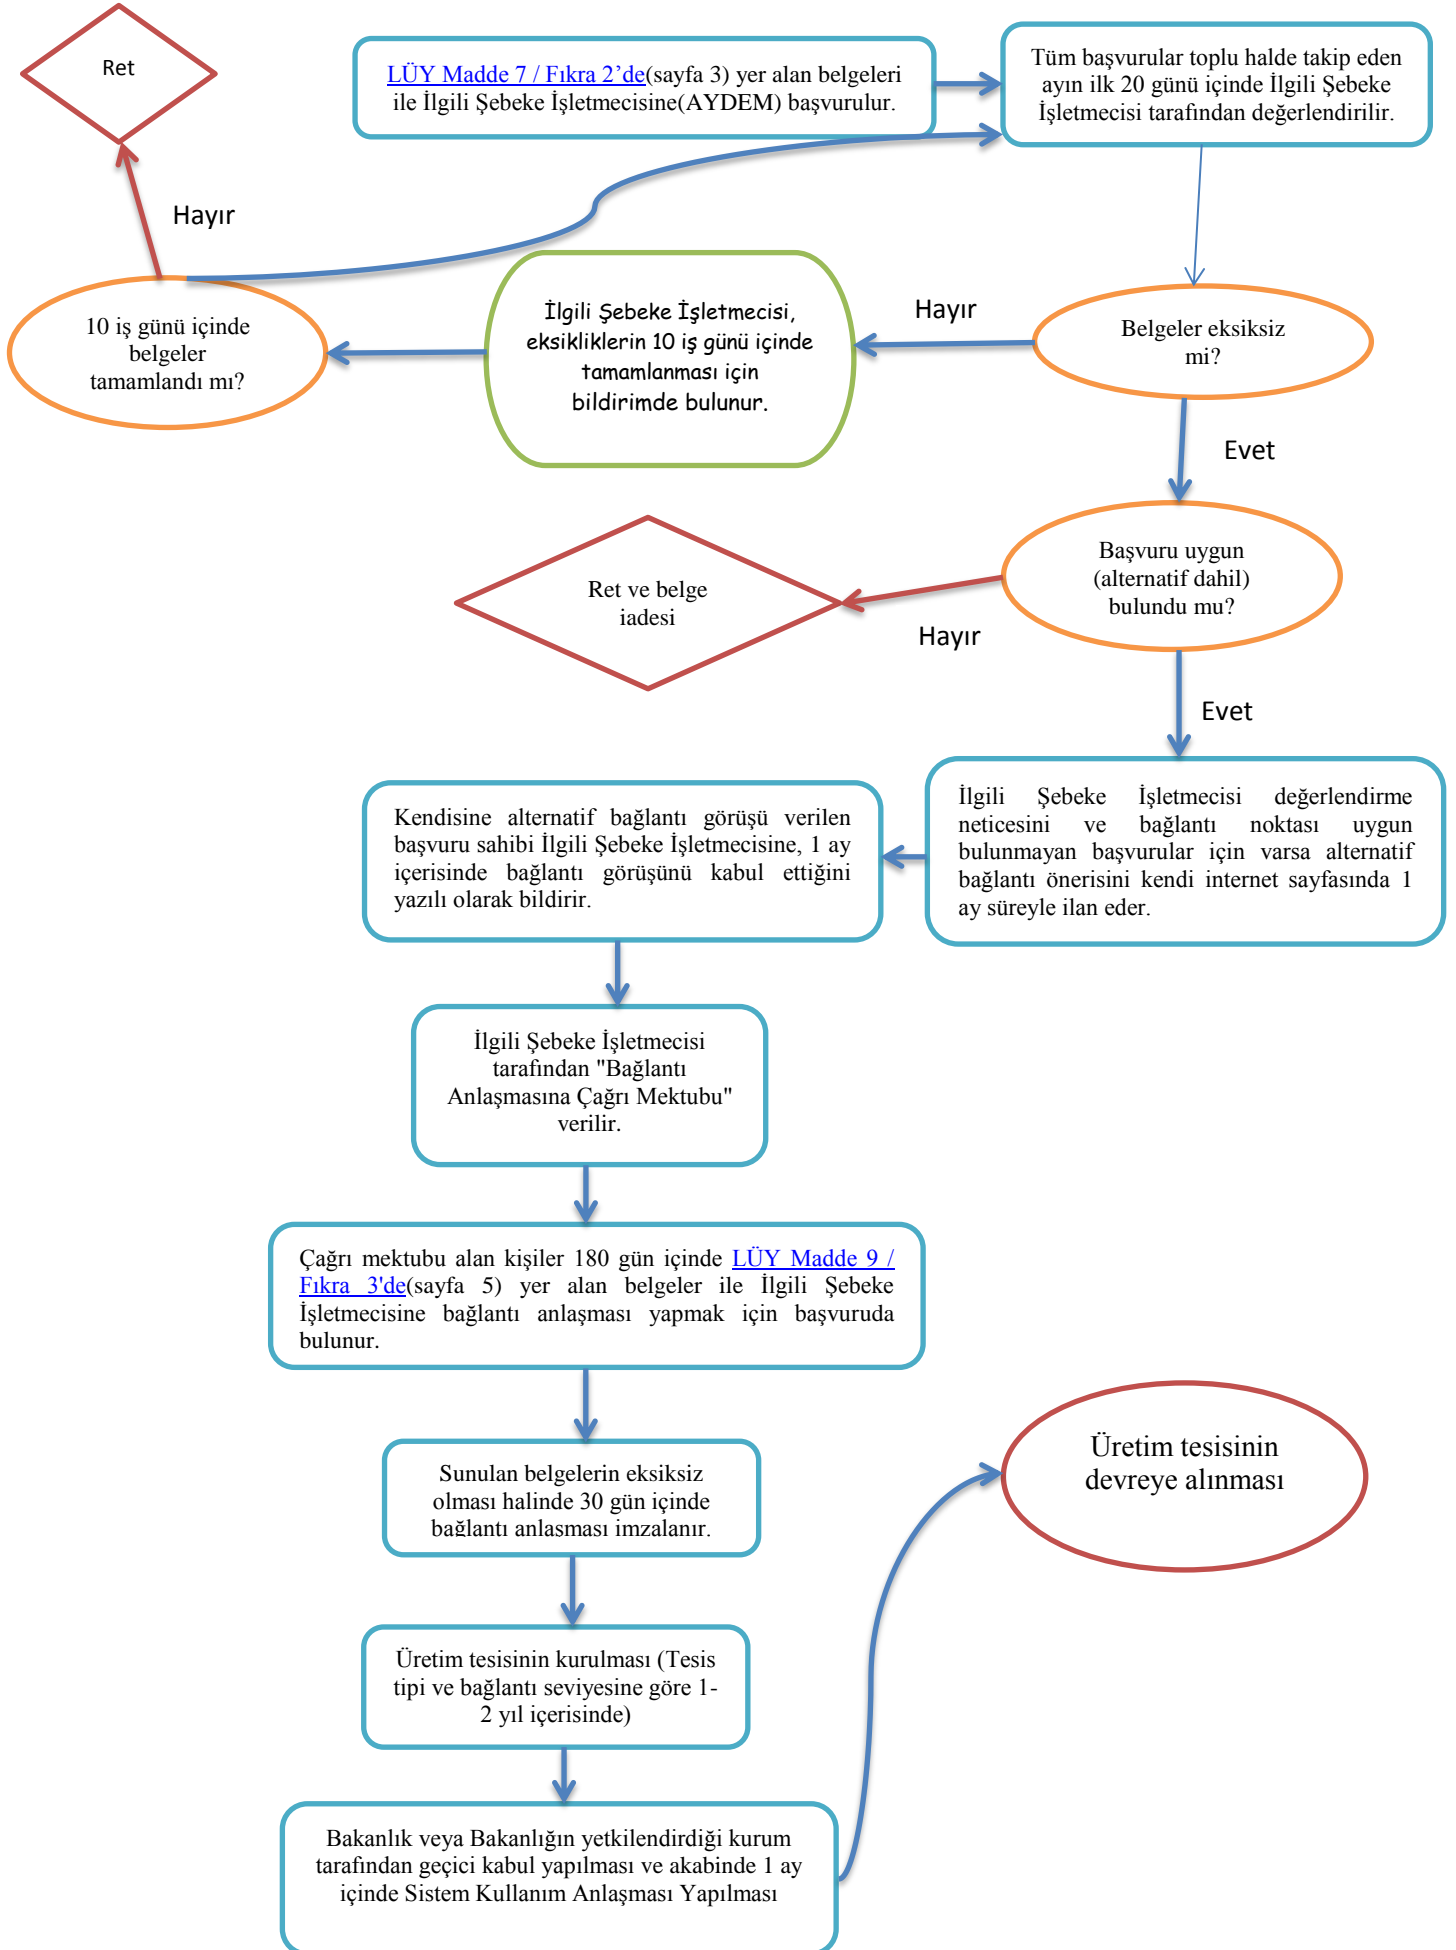 Ret
LÜY Madde 7 / Fıkra 2’de(sayfa 3) yer alan belgeleri
ile İlgili Şebeke İşletmecisine(AYDEM) başvurulur.
Tüm başvurular toplu halde takip eden
ayın ilk 20 günü içinde İlgili Şebeke
İşletmecisi tarafından değerlendirilir.
Hayır
10 iş günü içinde
belgeler
tamamlandı mı?
İlgili Şebeke İşletmecisi,
eksikliklerin 10 iş günü içinde
tamamlanması için
bildirimde bulunur.
Hayır
Belgeler eksiksiz
mi?
Evet
Ret ve belge
iadesi
Başvuru uygun
(alternatif dahil)
bulundu mu?
Hayır
Evet
Kendisine alternatif bağlantı görüşü verilen
başvuru sahibi İlgili Şebeke İşletmecisine, 1 ay
içerisinde bağlantı görüşünü kabul ettiğini
yazılı olarak bildirir.
İlgili Şebeke İşletmecisi değerlendirme
neticesini ve bağlantı noktası uygun
bulunmayan başvurular için varsa alternatif
bağlantı önerisini kendi internet sayfasında 1
ay süreyle ilan eder.
İlgili Şebeke İşletmecisi
tarafından "Bağlantı
Anlaşmasına Çağrı Mektubu"
verilir.
Çağrı mektubu alan kişiler 180 gün içinde LÜY Madde 9 /
Fıkra 3'de(sayfa 5) yer alan belgeler ile İlgili Şebeke
İşletmecisine bağlantı anlaşması yapmak için başvuruda
bulunur.
Sunulan belgelerin eksiksiz
olması halinde 30 gün içinde
bağlantı anlaşması imzalanır.
Üretim tesisinin
devreye alınması
Üretim tesisinin kurulması (Tesis
tipi ve bağlantı seviyesine göre 1-
2 yıl içerisinde)
Bakanlık veya Bakanlığın yetkilendirdiği kurum
tarafından geçici kabul yapılması ve akabinde 1 ay
içinde Sistem Kullanım Anlaşması Yapılması